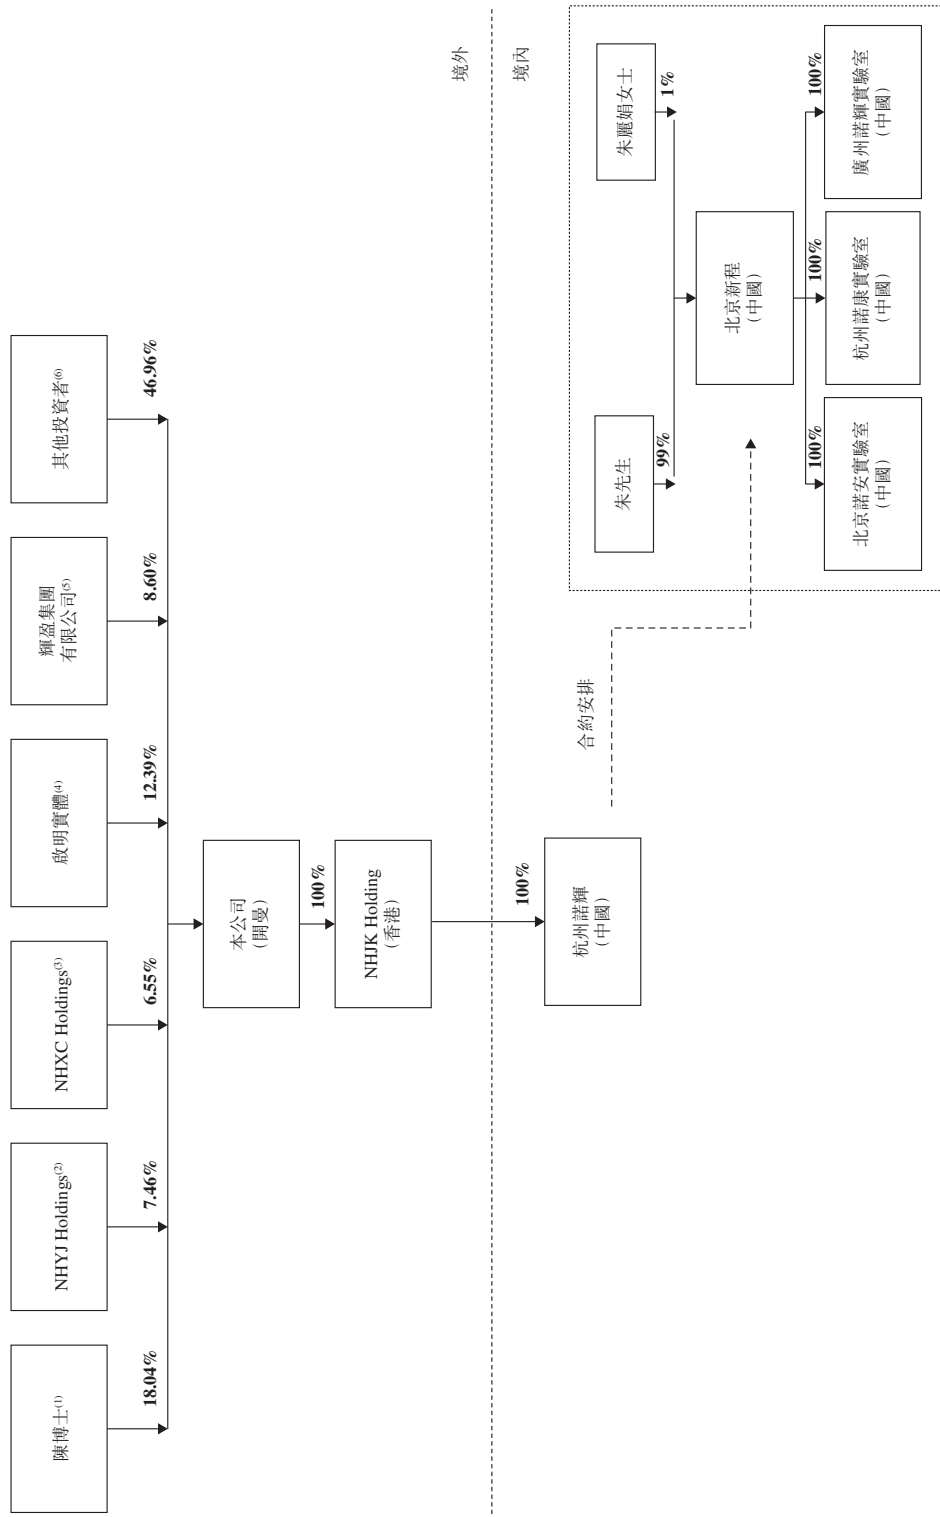 陳博士(1)
NHYJ Holdings(2)
NHXC Holdings(3)
啟明實體(4)
輝盈集團
有限公司(5)
其他投資者(6)
18.04%
7.46%
6.55%
12.39%
8.60%
46.96%
本公司
（開曼）
100%
NHJK Holding
（香港）
境外
境內
100%
杭州諾輝
（中國）
合約安排
朱先生
朱麗娟女士
99%
1%
北京新程
（中國）
100%
100%
100%
北京諾安實驗室
（中國）
杭州諾康實驗室
（中國）
廣州諾輝實驗室
（中國）